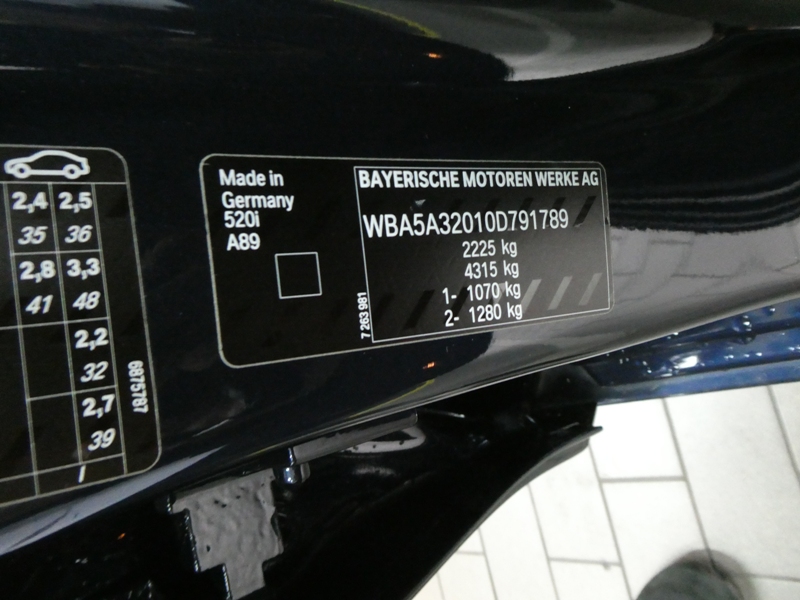 2,4 2,5
35 36
2,8 3,3
41 48
2,2
32
2,7
39
/
6875787
Made in
Germany
520i
A89
BAYERISCHE MOTOREN WERKE AG
WBA5A32010D791789
2225 kg
4315 kg
1- 1070 kg
2- 1280 kg
7 263 981